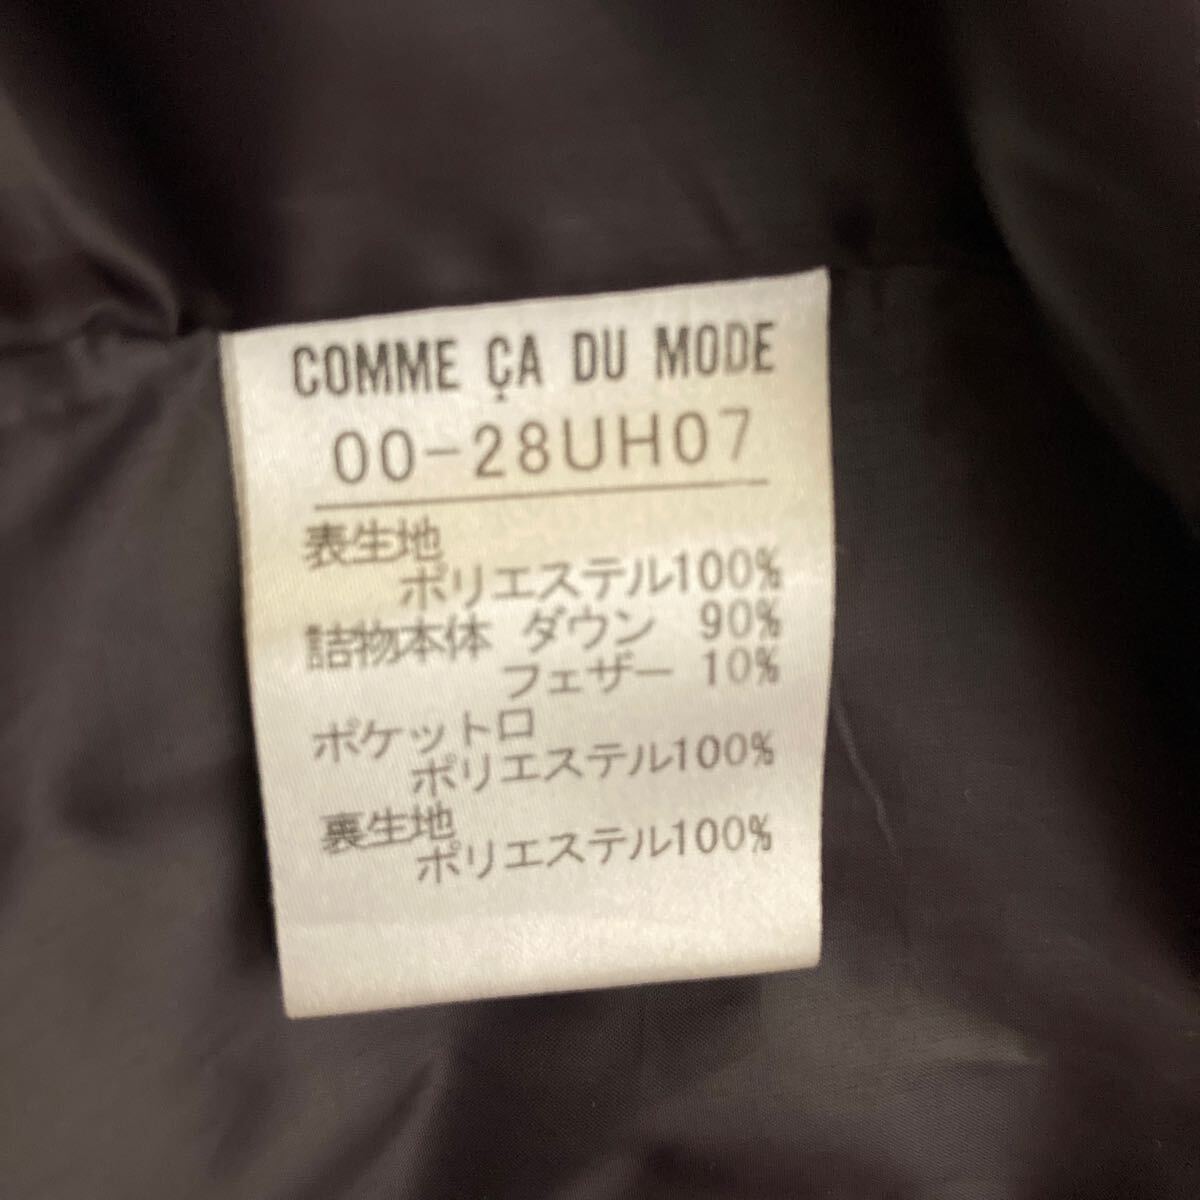 COMME ÇA DU MODE
00-28UH07
表生地
ポリエステル100%
詰物本体 ダウン 90%
フェザー 10%
ポケット口
ポリエステル100%
裏生地
ポリエステル100%